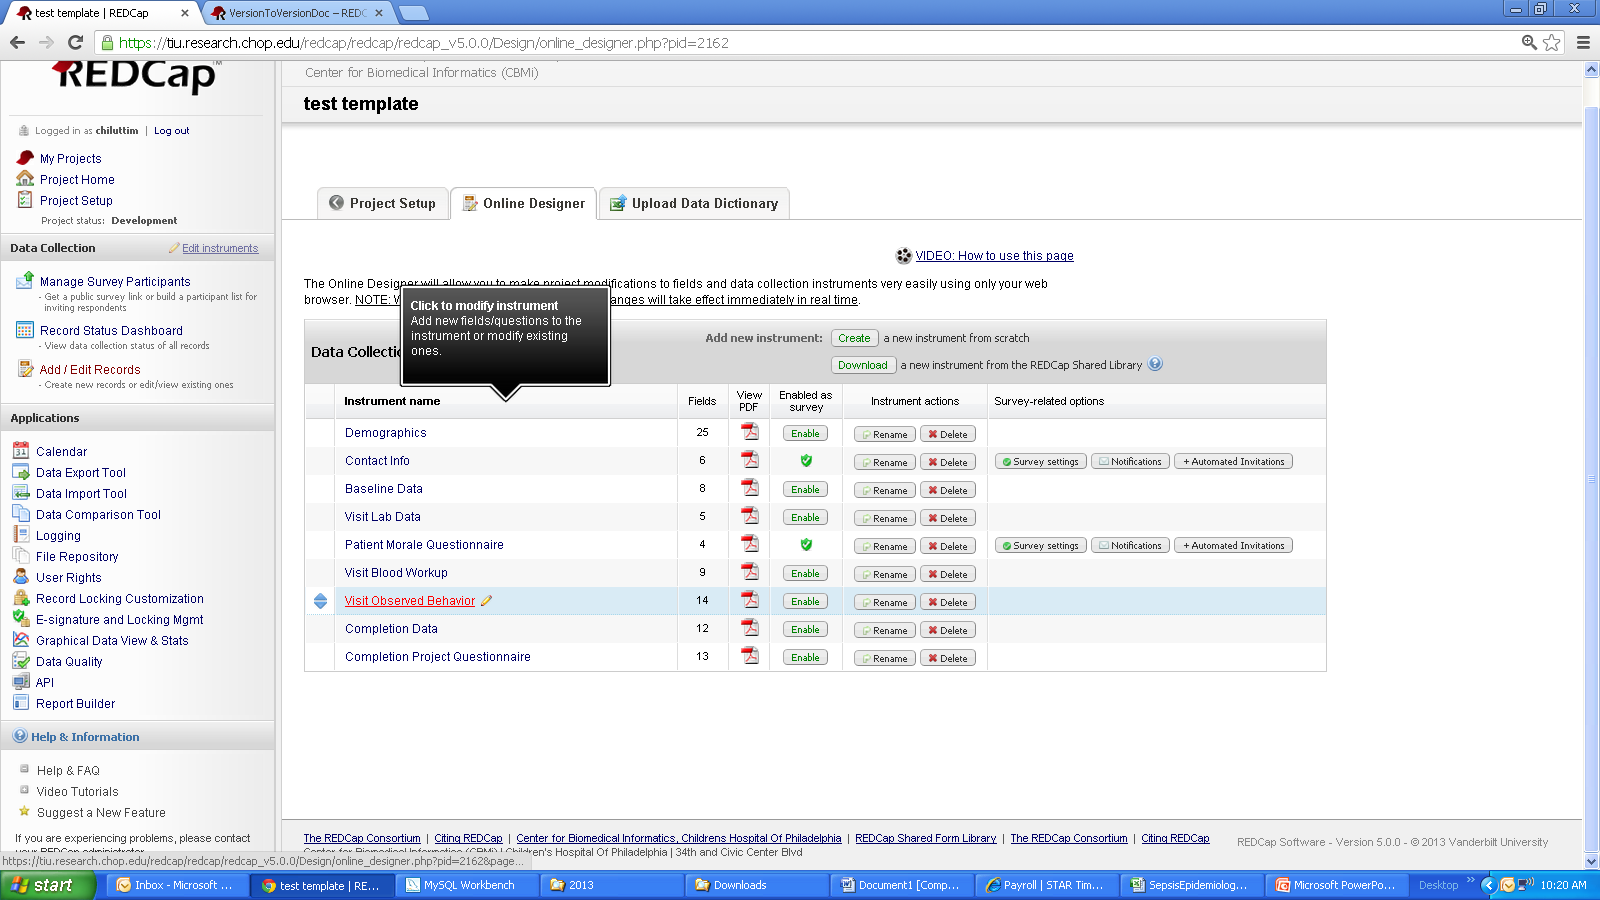 test template | REDCap
VersionToVersionDoc – REDC
https://tiu.research.chop.edu/redcap/redcap/redcap_v5.0.0/Design/online_designer.php?pid=2162
REDCap
Center for Biomedical Informatics (CBMi)
test template
Logged in as chiluttim | Log out
My Projects
Project Home
Project Setup
Project status: Development
Data Collection
Edit instruments
Manage Survey Participants
- Get a public survey link or build a participant list for
inviting respondents
Record Status Dashboard
- View data collection status of all records
Add / Edit Records
- Create new records or edit/view existing ones
Applications
Calendar
Data Export Tool
Data Import Tool
Data Comparison Tool
Logging
File Repository
User Rights
Record Locking Customization
E-signature and Locking Mgmt
Graphical Data View & Stats
Data Quality
API
Report Builder
Help & Information
Help & FAQ
Video Tutorials
Suggest a New Feature
If you are experiencing problems, please contact
Project Setup
Online Designer
Upload Data Dictionary
VIDEO: How to use this page
The Online Designer will allow you to make project modifications to fields and data collection instruments very easily using only your web
browser. NOTE: anges will take effect immediately in real time.
Click to modify instrument
Add new fields/questions to the
instrument or modify existing
ones.
Data Collectio
Add new instrument:
Create a new instrument from scratch
Download a new instrument from the REDCap Shared Library
Instrument name Fields View PDF Enabled as survey Instrument actions Survey-related options
Demographics 25 Enable Rename Delete
Contact Info 6 Rename Delete Survey settings Notifications + Automated Invitations
Baseline Data 8 Enable Rename Delete
Visit Lab Data 5 Enable Rename Delete
Patient Morale Questionnaire 4 Rename Delete Survey settings Notifications + Automated Invitations
Visit Blood Workup 9 Enable Rename Delete
Visit Observed Behavior 14 Enable Rename Delete
Completion Data 12 Enable Rename Delete
Completion Project Questionnaire 13 Enable Rename Delete
The REDCap Consortium | Citing REDCap | Center for Biomedical Informatics, Childrens Hospital Of Philadelphia | REDCap Shared Form Library | The REDCap Consortium | Citing REDCap
Center for Biomedical Informatics (CBMi) | Children's Hospital Of Philadelphia | 34th and Civic Center Blvd
REDCap Software - Version 5.0.0 - © 2013 Vanderbilt University
https://tiu.research.chop.edu/redcap/redcap/redcap_v5.0.0/Design/online_designer.php?pid=2162&page...
start
Inbox - Microsoft ...
test template | RE...
MySQL Workbench
2013
Downloads
Document1 [Comp...
Payroll | STAR Tim...
SepsisEpidemiolog...
Microsoft PowerPo...
Desktop
10:20 AM